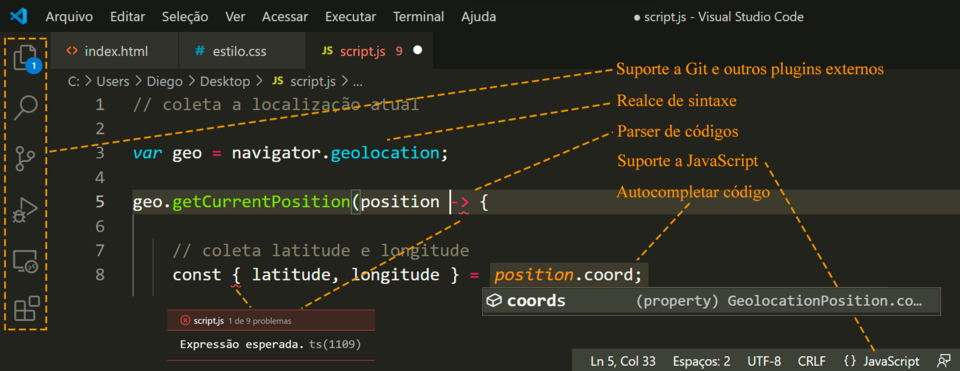 Arquivo Editar Seleção Ver Acessar Executar Terminal Ajuda ● script.js - Visual Studio Code
<> index.html # estilo.css JS script.js 9 ●
1
C: > Users > Diego > Desktop > JS script.js > ...
Suporte a Git e outros plugins externos
1 // coleta a localização atual
Realce de sintaxe
2
Parser de códigos
3 var geo = navigator.geolocation;
Suporte a JavaScript
4
Autocompletar código
5 geo.getCurrentPosition(position -> {
6
7 // coleta latitude e longitude
8 const { latitude, longitude } = position.coord;
coords (property) GeolocationPosition.co...
script.js 1 de 9 problemas
Expressão esperada. ts(1109)
Ln 5, Col 33 Espaços: 2 UTF-8 CRLF {} JavaScript